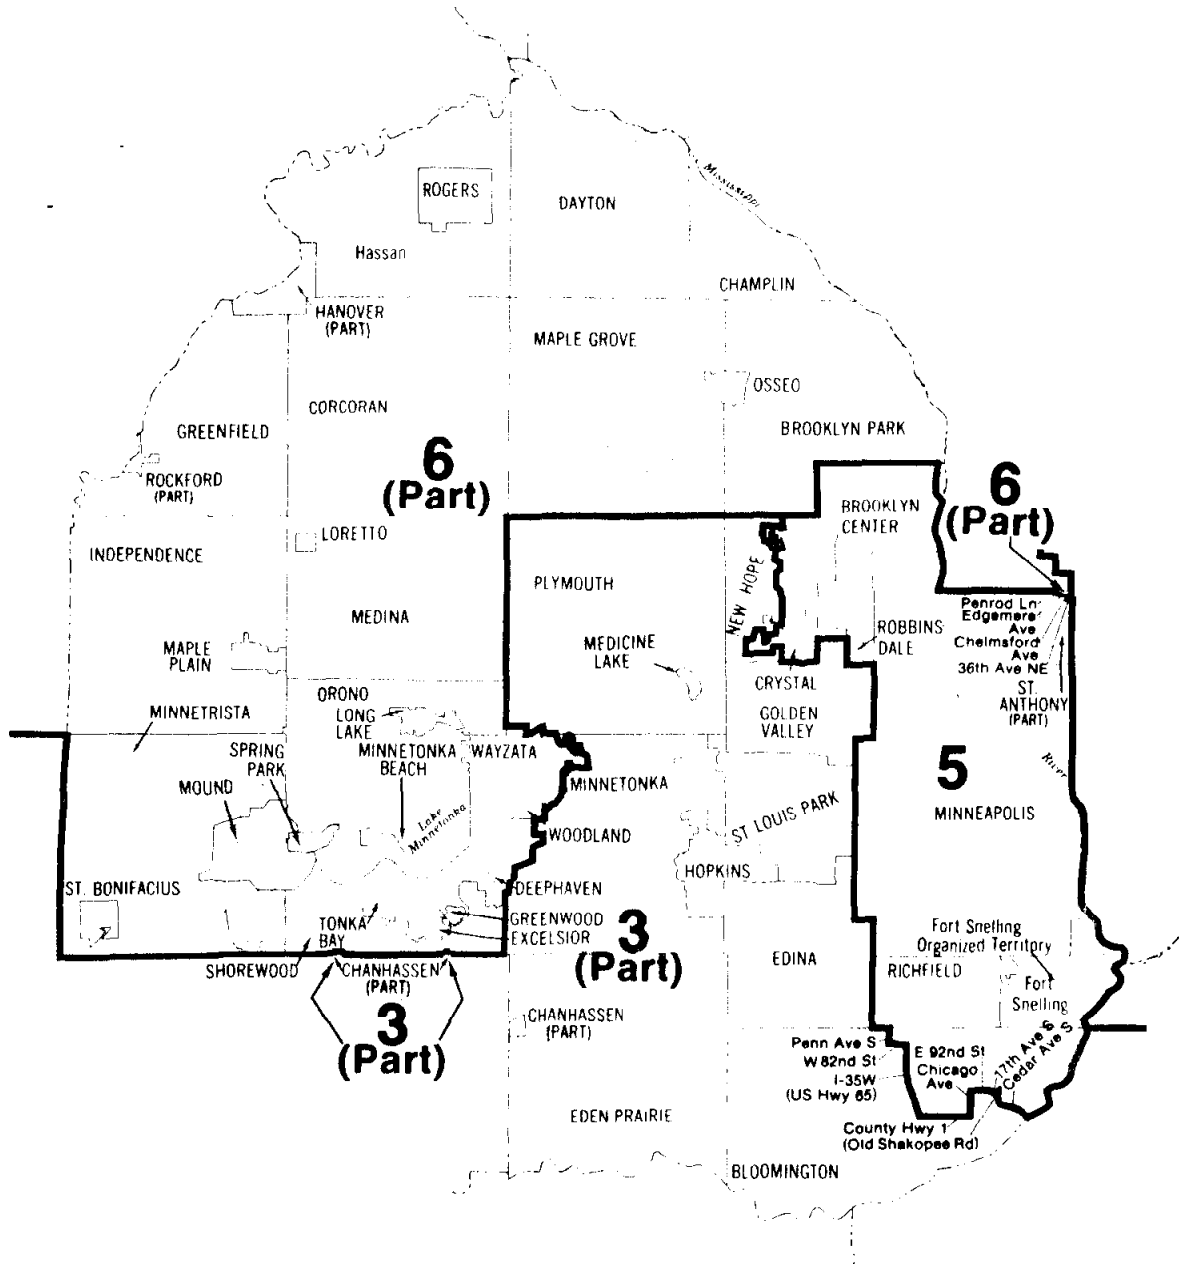 Mississippi
ROGERS
DAYTON
Hassan
CHAMPLIN
HANOVER
(PART)
MAPLE GROVE
OSSEO
CORCORAN
GREENFIELD
BROOKLYN PARK
6
(Part)
ROCKFORD
(PART)
6
(Part)
BROOKLYN
CENTER
LORETTO
INDEPENDENCE
PLYMOUTH
NEW HOPE
MEDINA
Penrod Ln
Edgemere
Ave
Chelmsford
Ave
36th Ave NE
ST.
ANTHONY
(PART)
ROBBINS
DALE
MAPLE
PLAIN
MEDICINE
LAKE
CRYSTAL
ORONO
LONG
LAKE
MINNETRISTA
GOLDEN
VALLEY
SPRING
PARK
MINNETONKA
BEACH
WAYZATA
River
5
MOUND
MINNETONKA
MINNEAPOLIS
Lake
Minnetonka
WOODLAND
ST LOUIS PARK
HOPKINS
ST. BONIFACIUS
DEEPHAVEN
TONKA
BAY
GREENWOOD
EXCELSIOR
3
(Part)
Fort Snelling
Organized Territory
EDINA
RICHFIELD
Fort
Snelling
SHOREWOOD
CHANHASSEN
(PART)
3
(Part)
CHANHASSEN
(PART)
Penn Ave S
W 82nd St
I-35W
(US Hwy 65)
E 92nd St
Chicago
Ave
17th Ave S
Cedar Ave S
EDEN PRAIRIE
County Hwy 1
(Old Shakopee Rd)
BLOOMINGTON